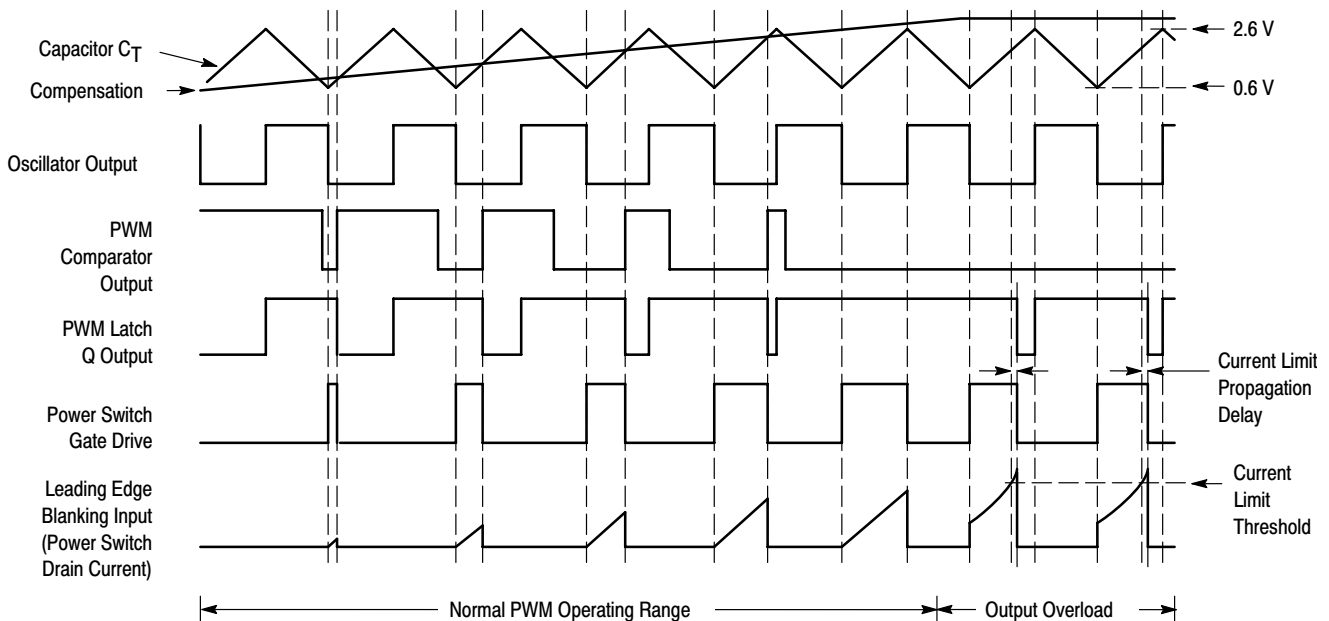 Capacitor CT
Compensation
2.6 V
0.6 V
Oscillator Output
PWM
Comparator
Output
PWM Latch
Q Output
Current Limit
Propagation
Delay
Power Switch
Gate Drive
Leading Edge
Blanking Input
(Power Switch
Drain Current)
Current
Limit
Threshold
Normal PWM Operating Range
Output Overload